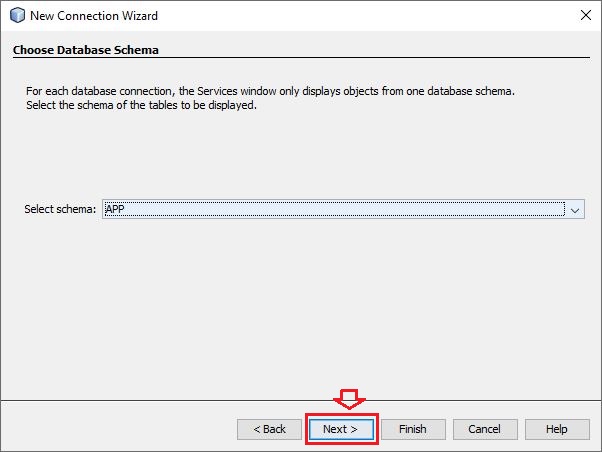 New Connection Wizard
Choose Database Schema
For each database connection, the Services window only displays objects from one database schema.
Select the schema of the tables to be displayed.
Select schema: APP
< Back Next > Finish Cancel Help